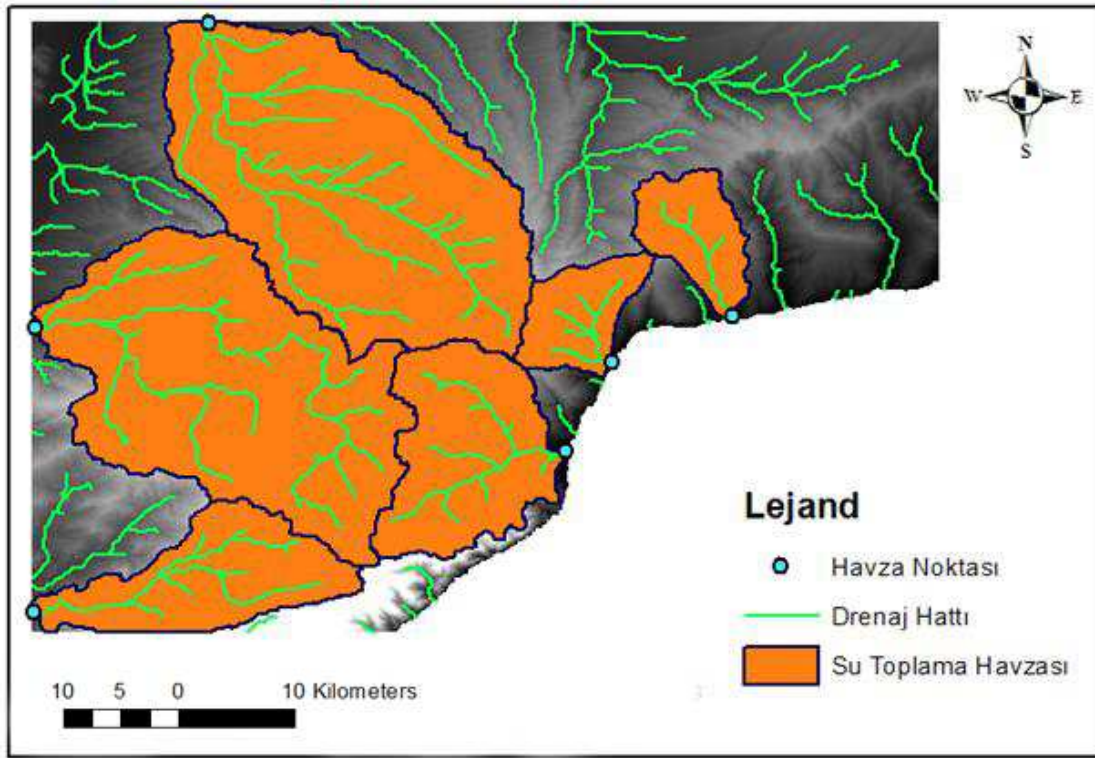 N
W E
S
Lejand
Havza Noktası
Drenaj Hattı
Su Toplama Havzası
10 5 0 10 Kilometers